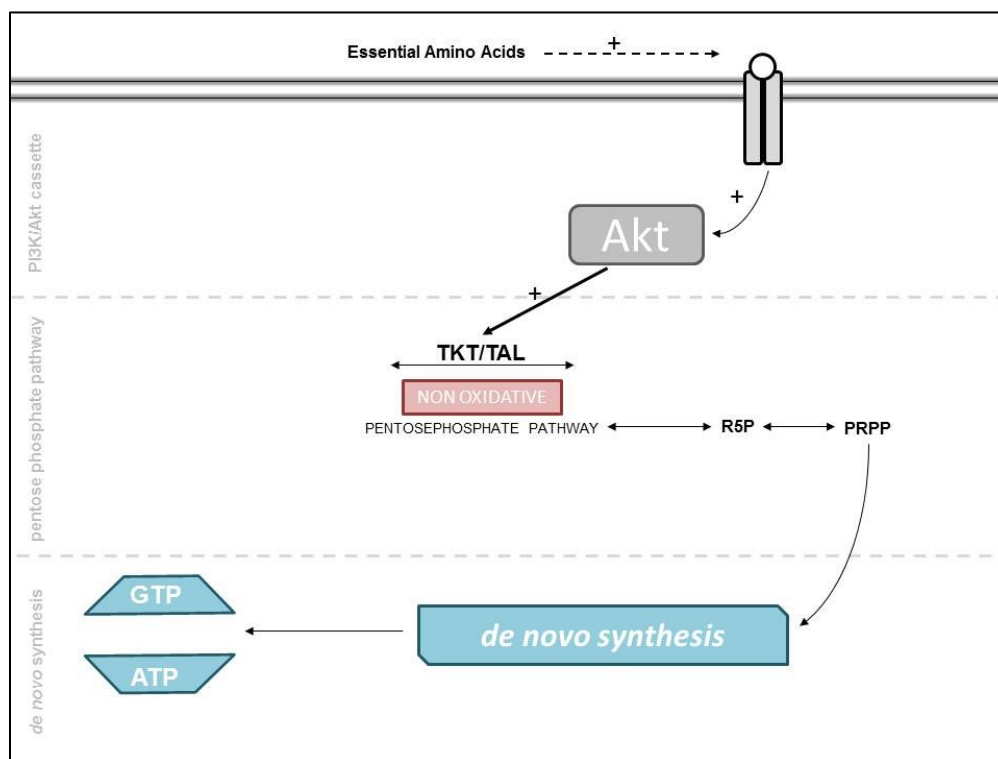 Essential Amino Acids
+
PI3K/Akt cassette
+
Akt
+
pentose phosphate pathway
TKT/TAL
NON OXIDATIVE
PENTOSEPHOSPHATE PATHWAY
R5P
PRPP
de novo synthesis
GTP
de novo synthesis
ATP